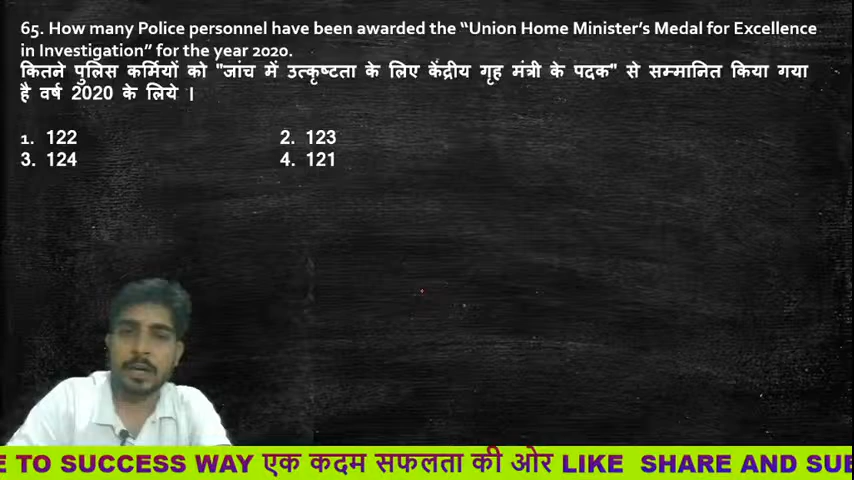 65. How many Police personnel have been awarded the “Union Home Minister’s Medal for Excellence
in Investigation” for the year 2020.
कितने पुलिस कर्मियों को "जांच में उत्कृष्टता के लिए केंद्रीय गृह मंत्री के पदक" से सम्मानित किया गया
है वर्ष 2020 के लिये ।
1. 122 2. 123
3. 124 4. 121
E TO SUCCESS WAY एक कदम सफलता की ओर LIKE SHARE AND SUB